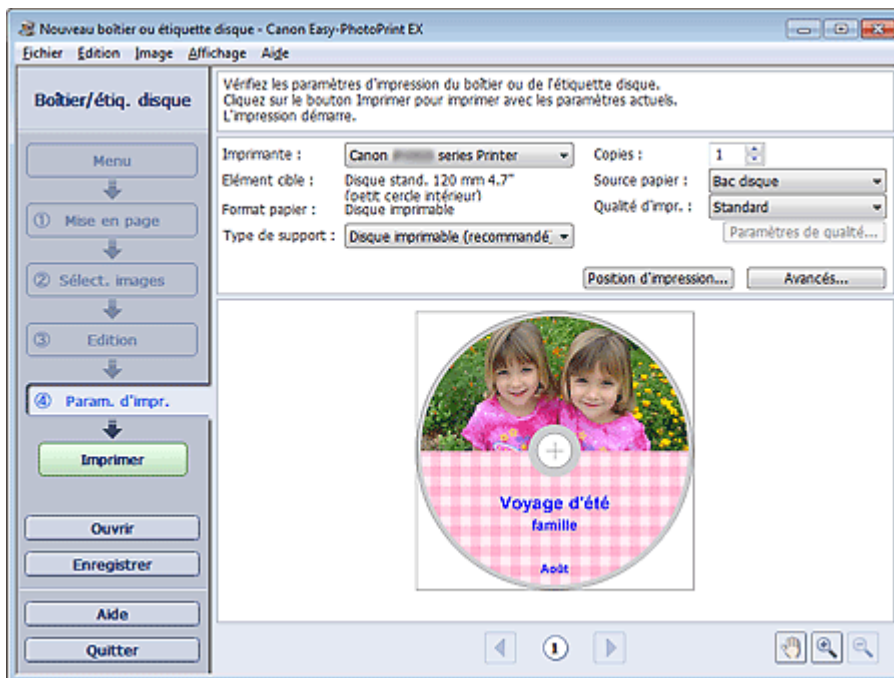 Nouveau boîtier ou étiquette disque - Canon Easy-PhotoPrint EX
Fichier Edition Image Affichage Aide
Boîtier/étiq. disque
Menu
① Mise en page
② Sélect. images
③ Edition
④ Param. d'impr.
Imprimer
Ouvrir
Enregistrer
Aide
Quitter
Vérifiez les paramètres d'impression du boîtier ou de l'étiquette disque.
Cliquez sur le bouton Imprimer pour imprimer avec les paramètres actuels.
L'impression démarre.
Imprimante : Canon series Printer
Elément cible : Disque stand. 120 mm 4.7"
(petit cercle intérieur)
Format papier : Disque imprimable
Type de support : Disque imprimable (recommandé)
Copies : 1
Source papier : Bac disque
Qualité d'impr. : Standard
Paramètres de qualité...
Position d'impression... Avancés...
Voyage d'été
famille
Août
1